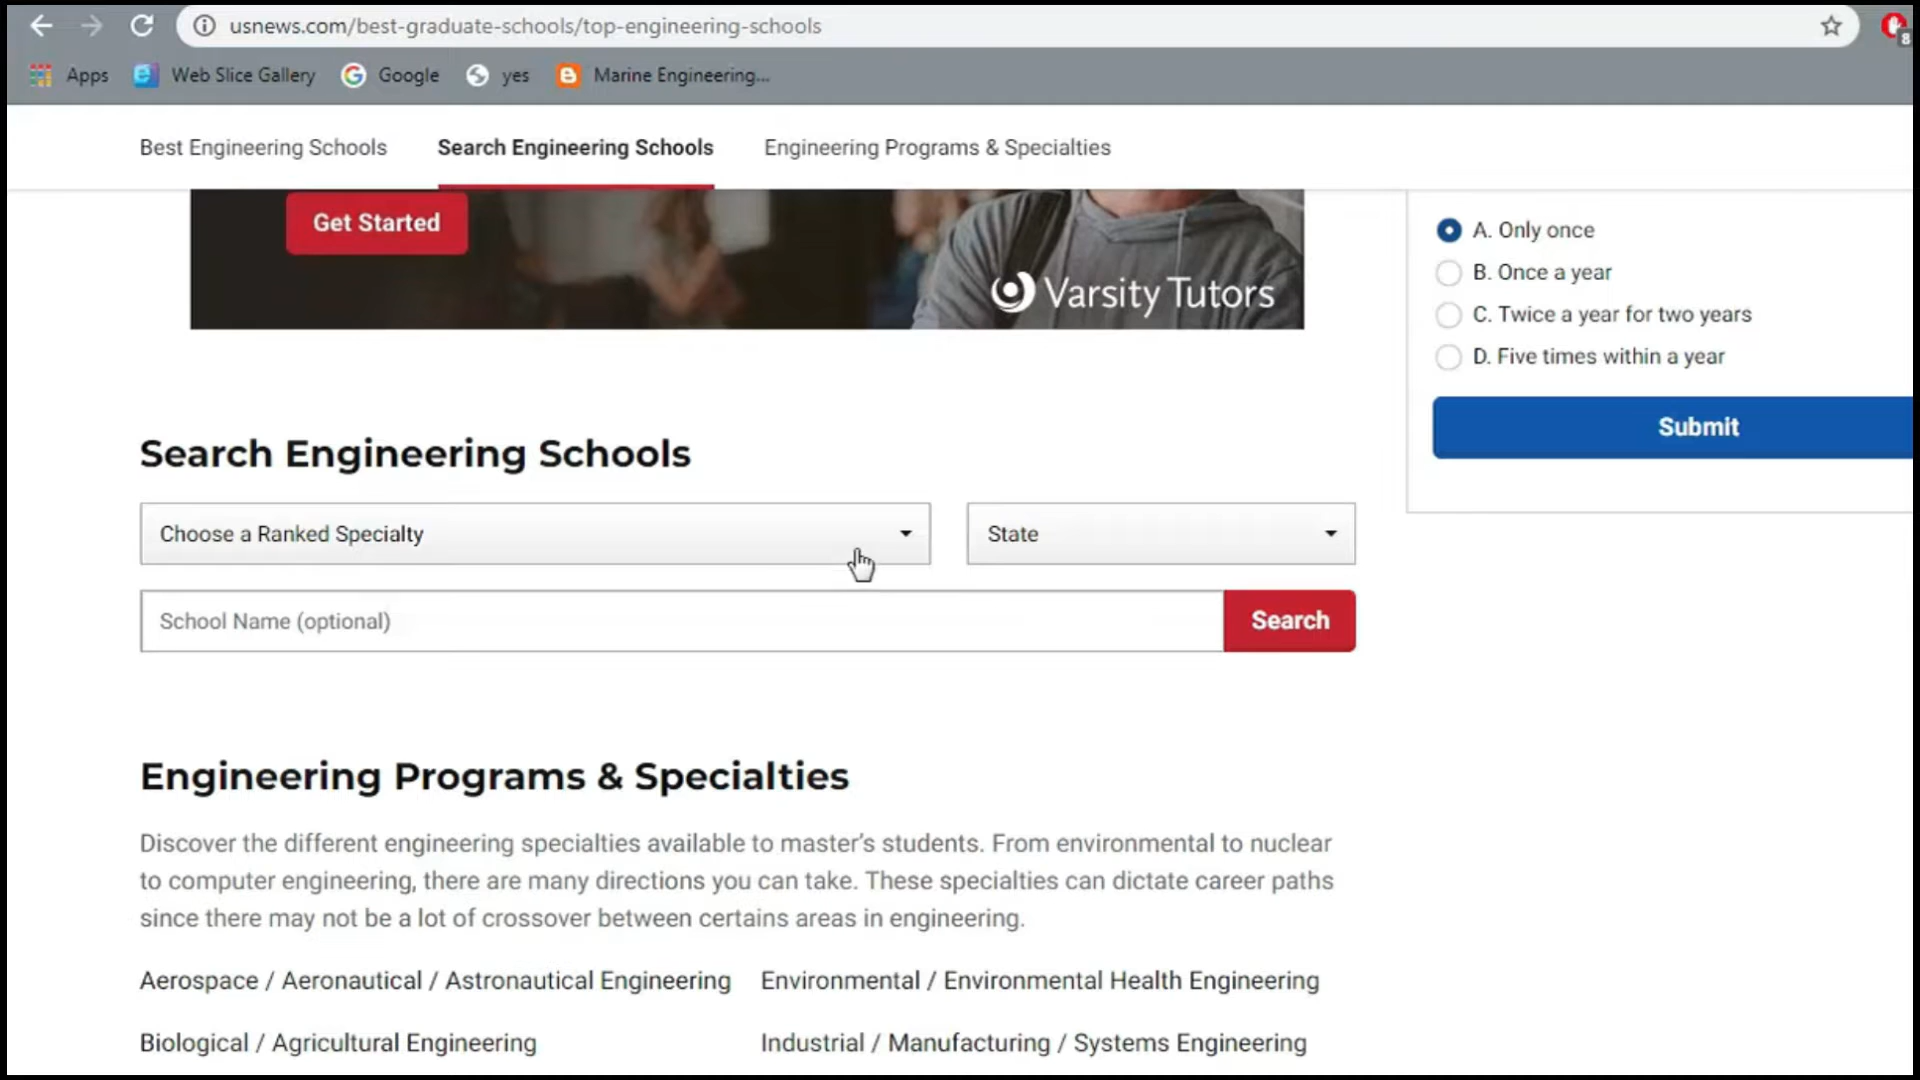 usnews.com/best-graduate-schools/top-engineering-schools
8
Apps Web Slice Gallery Google yes Marine Engineering...
Best Engineering Schools Search Engineering Schools Engineering Programs & Specialties
Get Started
Varsity Tutors
A. Only once
B. Once a year
C. Twice a year for two years
D. Five times within a year
Submit
Search Engineering Schools
Choose a Ranked Specialty State
School Name (optional) Search
Engineering Programs & Specialties
Discover the different engineering specialties available to master's students. From environmental to nuclear
to computer engineering, there are many directions you can take. These specialties can dictate career paths
since there may not be a lot of crossover between certains areas in engineering.
Aerospace / Aeronautical / Astronautical Engineering Environmental / Environmental Health Engineering
Biological / Agricultural Engineering Industrial / Manufacturing / Systems Engineering